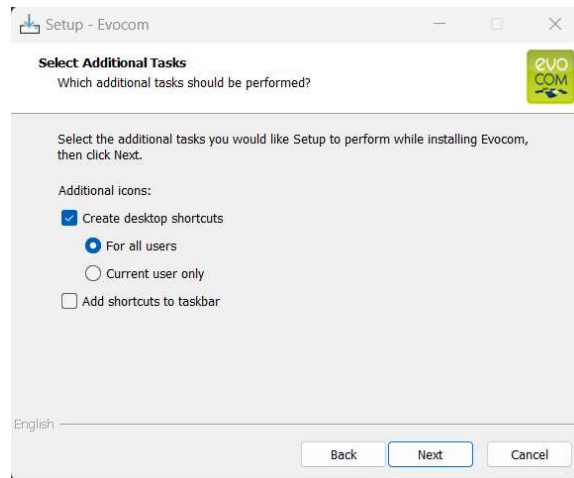 Setup - Evocom
Select Additional Tasks
Which additional tasks should be performed?
evo
COM
Select the additional tasks you would like Setup to perform while installing Evocom,
then click Next.
Additional icons:
Create desktop shortcuts
For all users
Current user only
Add shortcuts to taskbar
English
Back
Next
Cancel